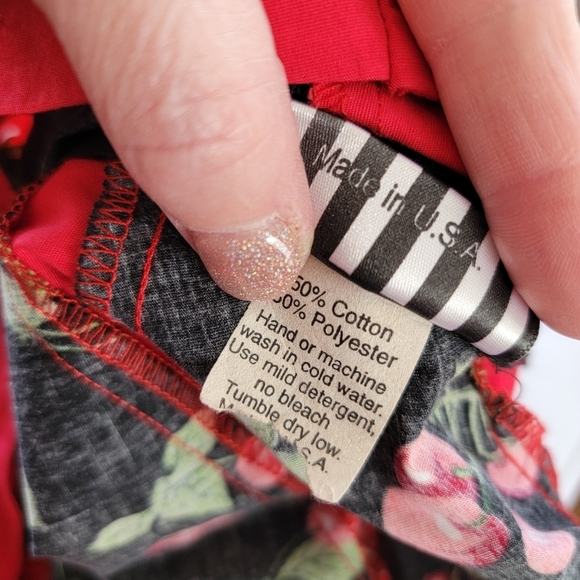 Made in U.S.A.
50% Cotton
50% Polyester
Hand or machine
wash in cold water.
Use mild detergent,
no bleach
Tumble dry low.